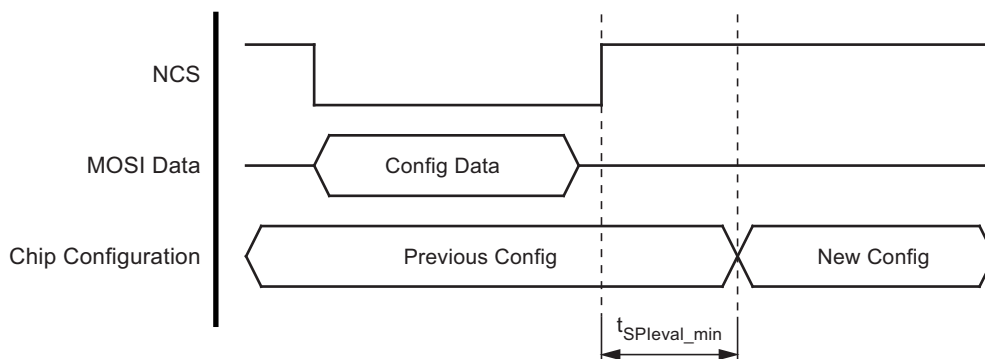 NCS
MOSI Data
Config Data
Chip Configuration
Previous Config
New Config
tSPIeval_min